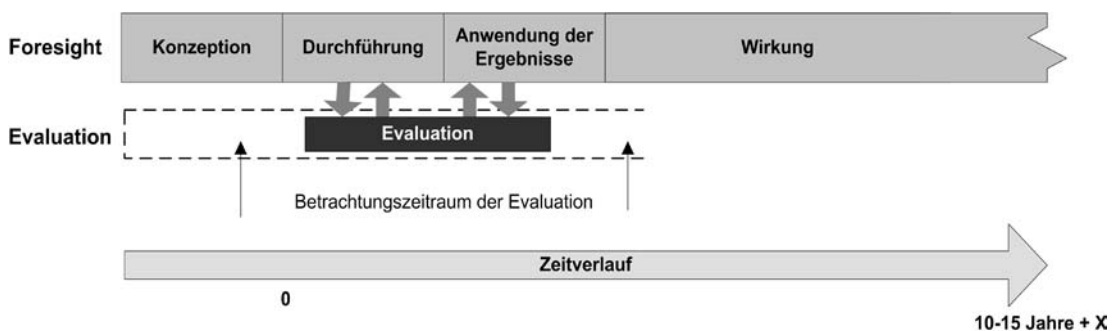 Foresight
Konzeption
Durchführung
Anwendung der
Ergebnisse
Wirkung
Evaluation
Evaluation
Betrachtungszeitraum der Evaluation
Zeitverlauf
0
10-15 Jahre + X